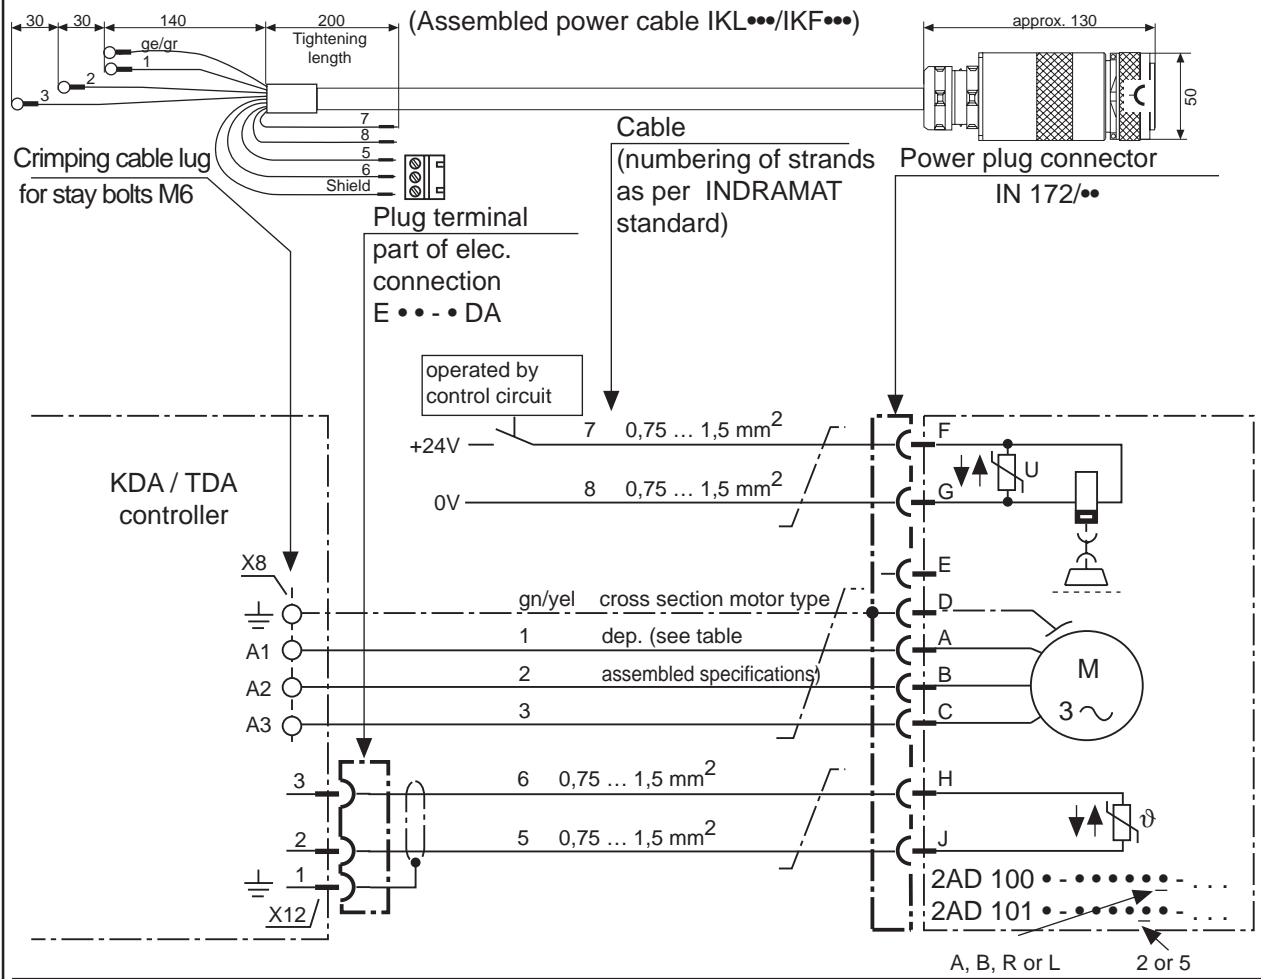 (Assembled power cable IKL•••/IKF•••)
30
30
140
200
Tightening
length
approx. 130
50
ge/gr
1
2
3
7
8
5
6
Shield
Crimping cable lug
for stay bolts M6
Plug terminal
part of elec.
connection
E • • - • DA
Cable
(numbering of strands
as per INDRAMAT
standard)
Power plug connector
IN 172/••
operated by
control circuit
+24V
7 0,75 … 1,5 mm2
F
U
0V
8 0,75 … 1,5 mm2
G
KDA / TDA
controller
X8
E
gn/yel cross section motor type
D
A1
1 dep. (see table
A
A2
2 assembled specifications)
B
A3
3
C
M
3
3
6 0,75 … 1,5 mm2
H
2
5 0,75 … 1,5 mm2
J
ϑ
1
X12
2AD 100 • - • • • • • • - . . .
2AD 101 • - • • • • • • - . . .
A, B, R or L
2 or 5